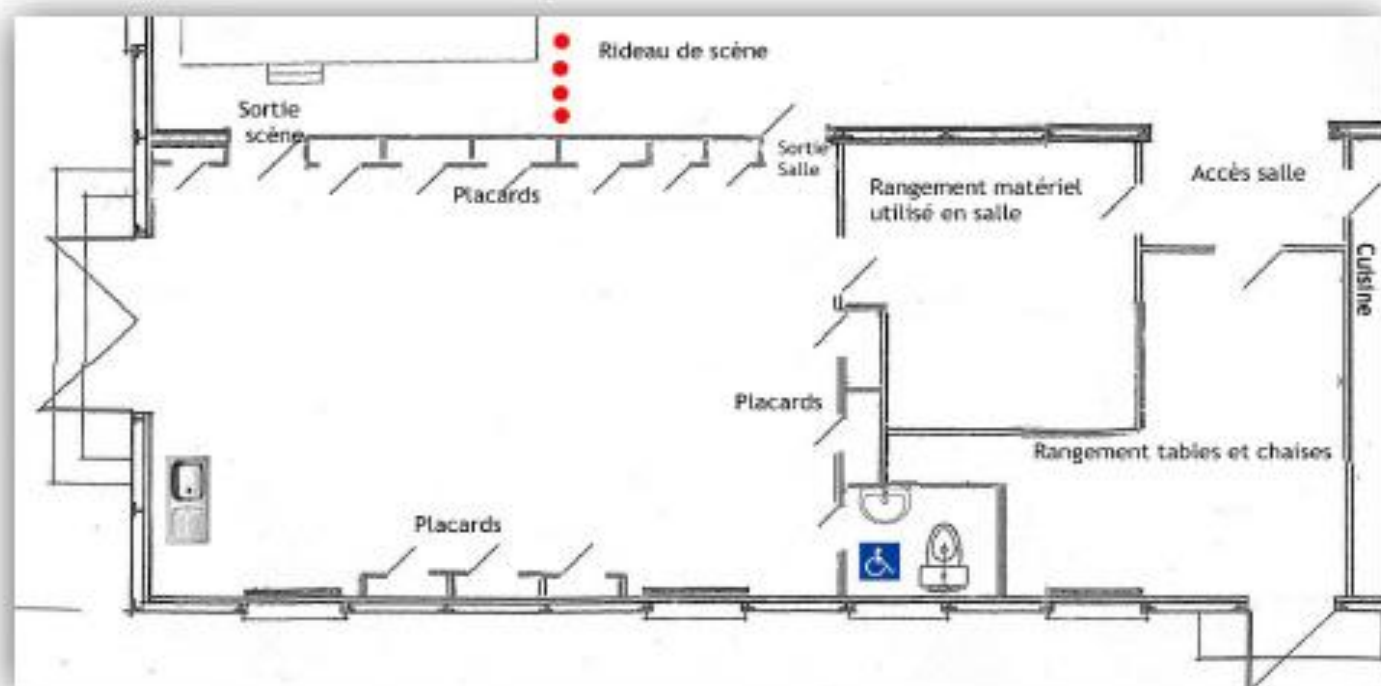 Rideau de scène
Sortie
scène
Sortie
Salle
Placards
Rangement matériel
utilisé en salle
Accès salle
Cuisine
Placards
Rangement tables et chaises
Placards